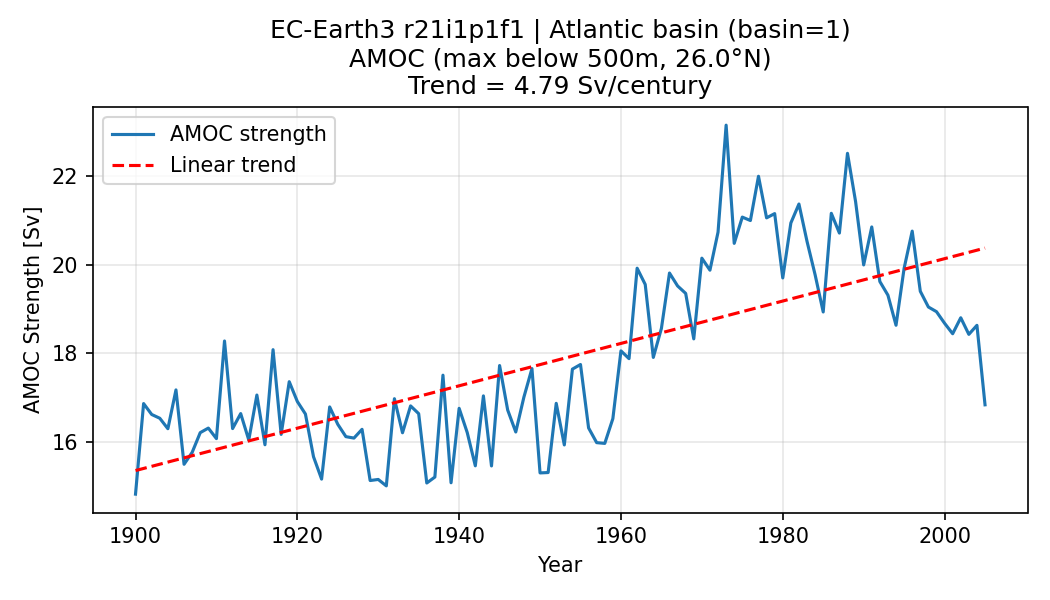 EC-Earth3 r21i1p1f1 | Atlantic basin (basin=1)
AMOC (max below 500m, 26.0°N)
Trend = 4.79 Sv/century
AMOC strength
Linear trend
AMOC Strength [Sv]
22
20
18
16
1900 1920 1940 1960 1980 2000
Year